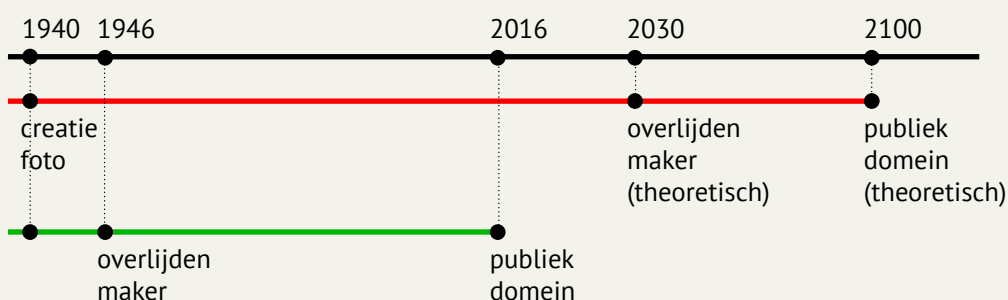 1940 1946 2016 2030 2100
creatie
foto
overlijden
maker
(theoretisch)
publiek
domein
(theoretisch)
overlijden
maker
publiek
domein